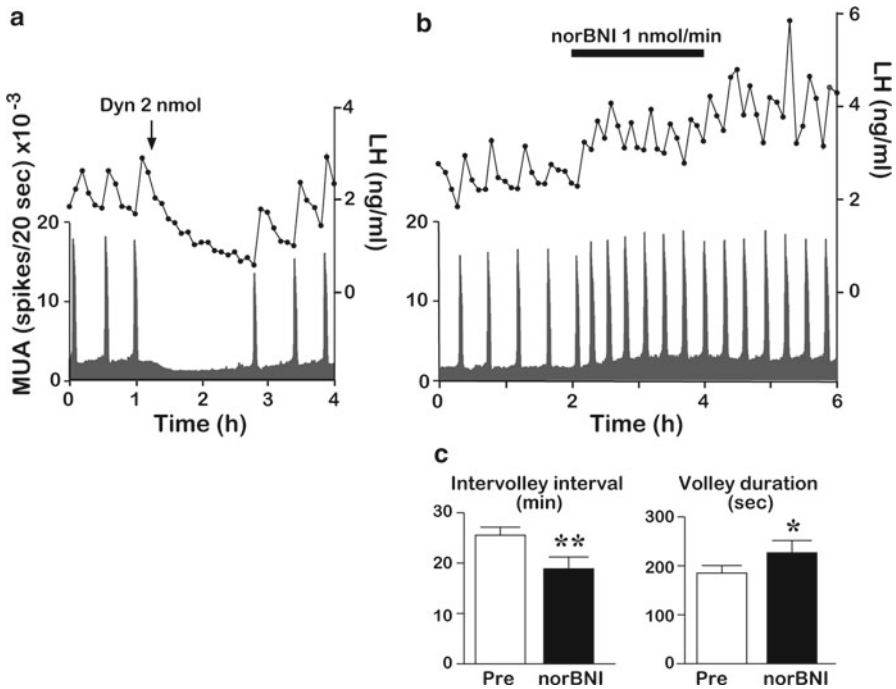 a
Dyn 2 nmol
MUA (spikes/20 sec) x10⁻³
20
10
0
LH (ng/ml)
4
2
0
0 1 2 3 4
Time (h)
b
norBNI 1 nmol/min
20
10
0
LH (ng/ml)
6
4
2
0
0 2 4 6
Time (h)
c
Intervolley interval
(min)
30
20
10
0
**
Pre norBNI
Volley duration
(sec)
300
200
100
0
*
Pre norBNI